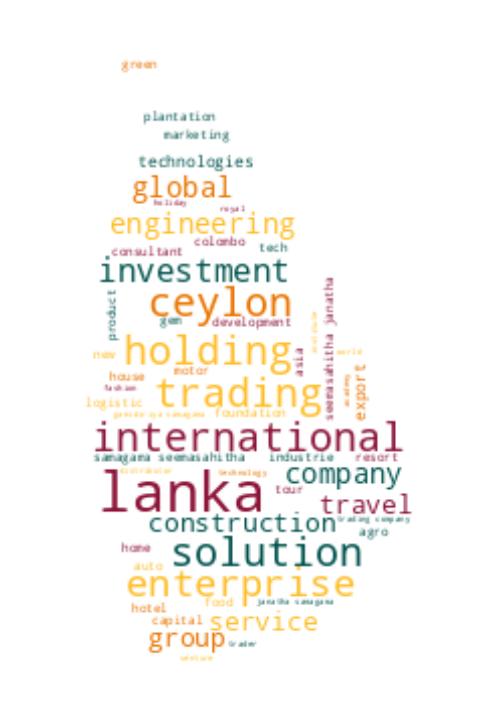 green
plantation
marketing
technologies
global
holiday
royal
engineering
colombo
consultant
tech
investment
product
ceylon
gem
development
seemasahitha janatha
holding
new
asia
world
motor
house
fashion
trading
academy
export
logistic
foundation
international
samagama seemasahitha
industrie
resort
distributor
technology
company
lanka
tour
travel
construction
trading company
agro
home
solution
auto
enterprise
food
janatha samagama
hotel
capital
service
group
trader
venture